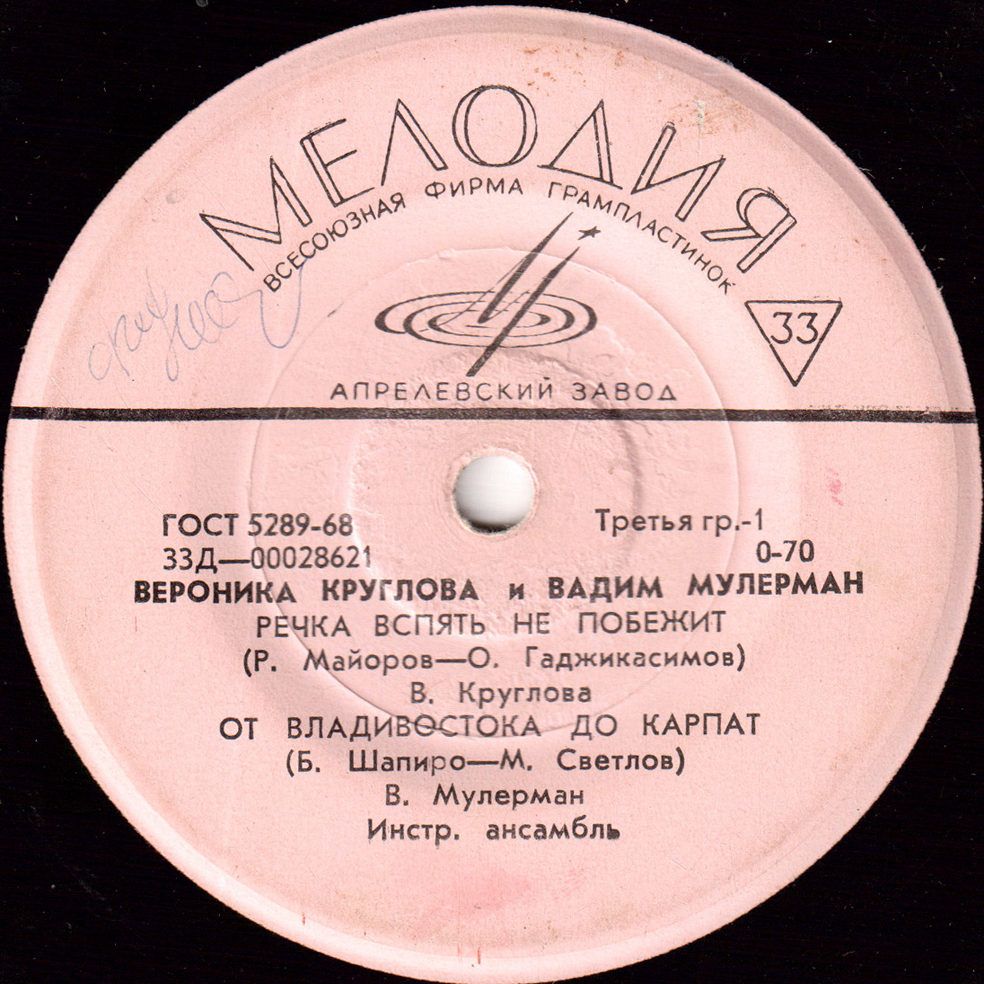 МЕЛОДИЯ
ВСЕСОЮЗНАЯ ФИРМА ГРАМПЛАСТИНОК
33
АПРЕЛЕВСКИЙ ЗАВОД
ГОСТ 5289-68 Третья гр.-1
33Д—00028621 0-70
ВЕРОНИКА КРУГЛОВА и ВАДИМ МУЛЕРМАН
РЕЧКА ВСПЯТЬ НЕ ПОБЕЖИТ
(Р. Майоров—О. Гаджикасимов)
В. Круглова
ОТ ВЛАДИВОСТОКА ДО КАРПАТ
(Б. Шапиро—М. Светлов)
В. Мулерман
Инстр. ансамбль